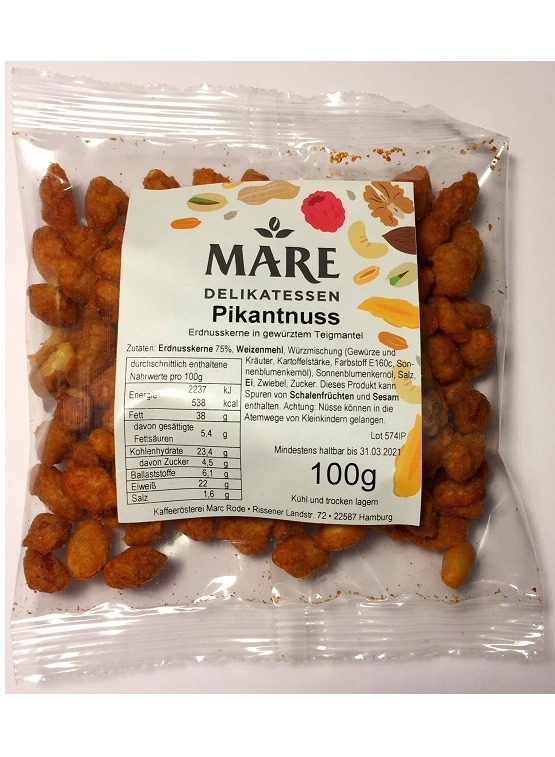 MARE
DELIKATESSEN
Pikantnuss
Erdnusskerne in gewürztem Teigmantel
Zutaten: Erdnusskerne 75%, Weizenmehl, Würzmischung (Gewürze und
Kräuter, Kartoffelstärke, Farbstoff E160c, Son-
nenblumenkernöl), Sonnenblumenkernöl, Salz,
Ei, Zwiebel, Zucker. Dieses Produkt kann
Spuren von Schalenfrüchten und Sesam
enthalten. Achtung: Nüsse können in die
Atemwege von Kleinkindern gelangen.
durchschnittlich enthaltene
Nährwerte pro 100g
Energie 2237 kJ
538 kcal
Fett 38 g
davon gesättigte
Fettsäuren 5,4 g
Kohlenhydrate 23,4 g
davon Zucker 4,5 g
Ballaststoffe 6,1 g
Eiweiß 22 g
Salz 1,6 g
Lot 574IP
Mindestens haltbar bis 31.03.2021
100g
Kühl und trocken lagern
Kaffeerösterei Marc Rode • Rissener Landstr. 72 • 22587 Hamburg